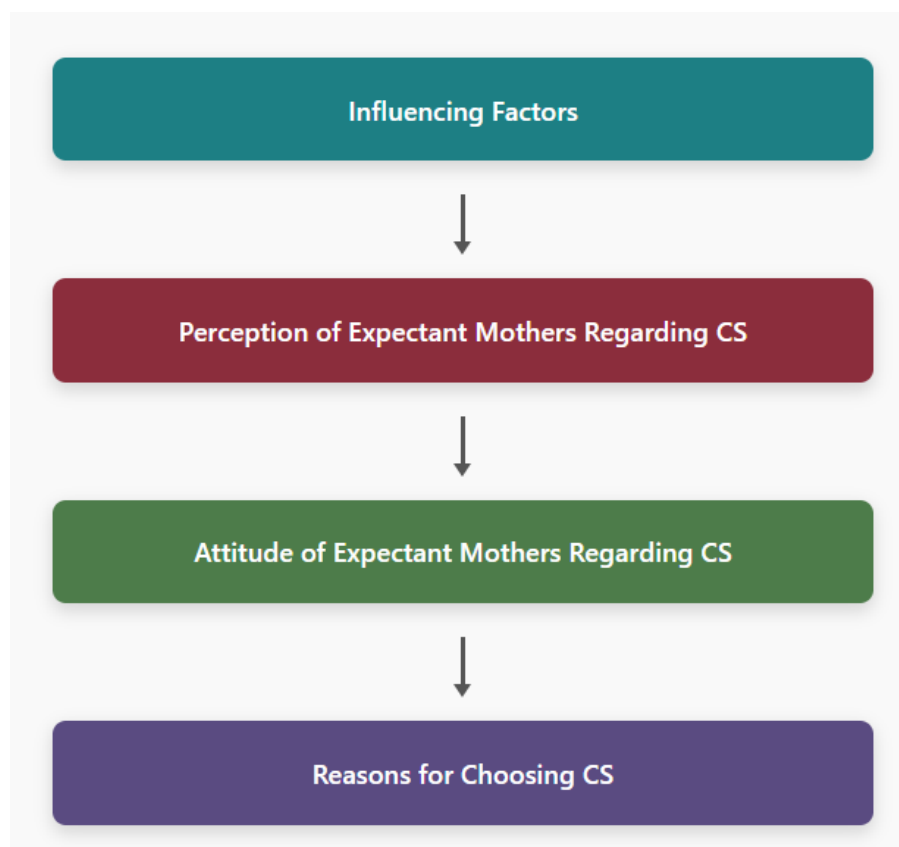 Influencing Factors
Perception of Expectant Mothers Regarding CS
Attitude of Expectant Mothers Regarding CS
Reasons for Choosing CS